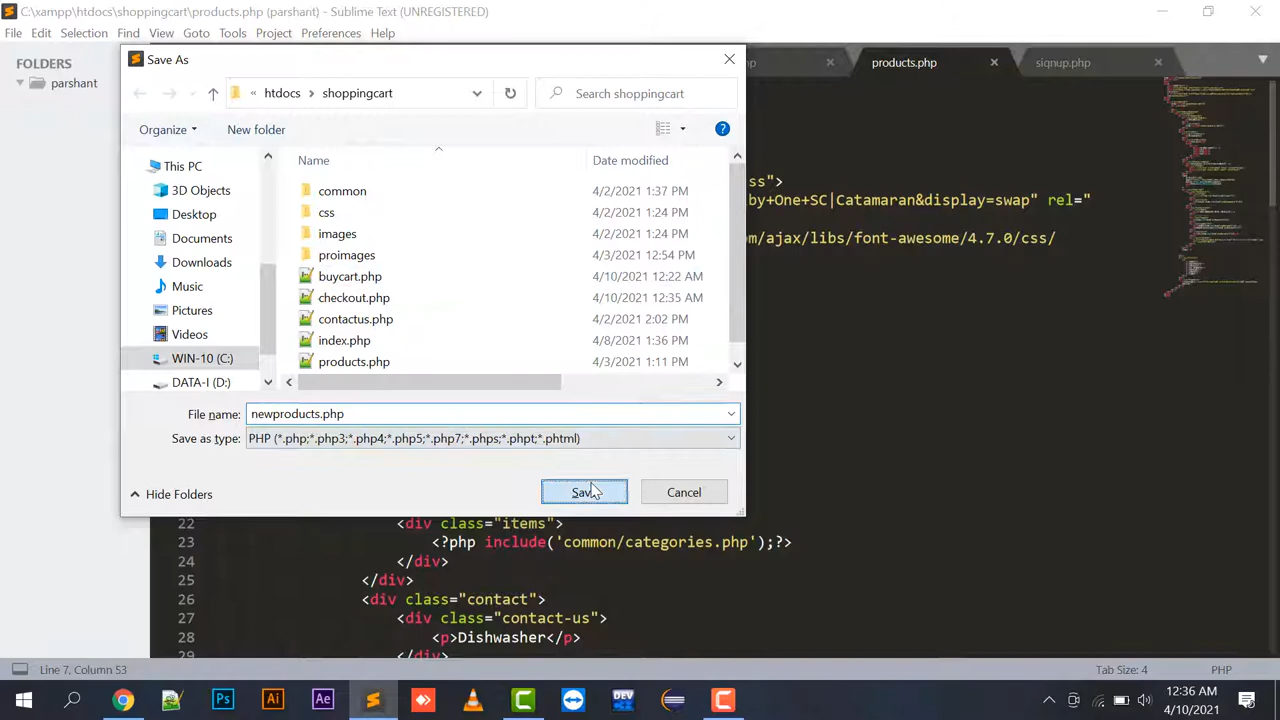 C:\xampp\htdocs\shoppingcart\products.php (parshant) - Sublime Text (UNREGISTERED)
File Edit Selection View Goto Tools Project Preferences Help
FOLDERS
parshant
products.php
siqnup.php
Save As
htdocs > shoppingcart
Search shoppingcart
Organize
New folder
Name
Date modified
This PC
3D Objects
Desktop
Documents
Downloads
Music
Pictures
Videos
WIN-10 (C:)
DATA-I (D:)
common 4/2/2021 1:37 PM
css 4/2/2021 1:24 PM
images 4/2/2021 1:24 PM
proimages 4/3/2021 12:54 PM
buycart.php 4/10/2021 12:22 AM
checkout.php 4/10/2021 12:35 AM
contactus.php 4/2/2021 2:02 PM
index.php 4/8/2021 1:36 PM
products.php 4/3/2021 1:11 PM
File name: newproducts.php
Save as type: PHP (*.php;*.php3;*.php4;*.php5;*.php7;*.phps;*.phpt;*.phtml)
Hide Folders
Save
Cancel
ss">
by+One+SC|Catamaran&display=swap" rel="
om/ajax/libs/font-awesome/4.7.0/css/
22 <div class="items">
23 <?php include('common/categories.php');?>
24 </div>
25 </div>
26 <div class="contact">
27 <div class="contact-us">
28 <p>Dishwasher</p>
29 </div>
Line 7, Column 53
Tab Size: 4
PHP
Ps
Ai
Ae
DEV
12:36 AM
4/10/2021